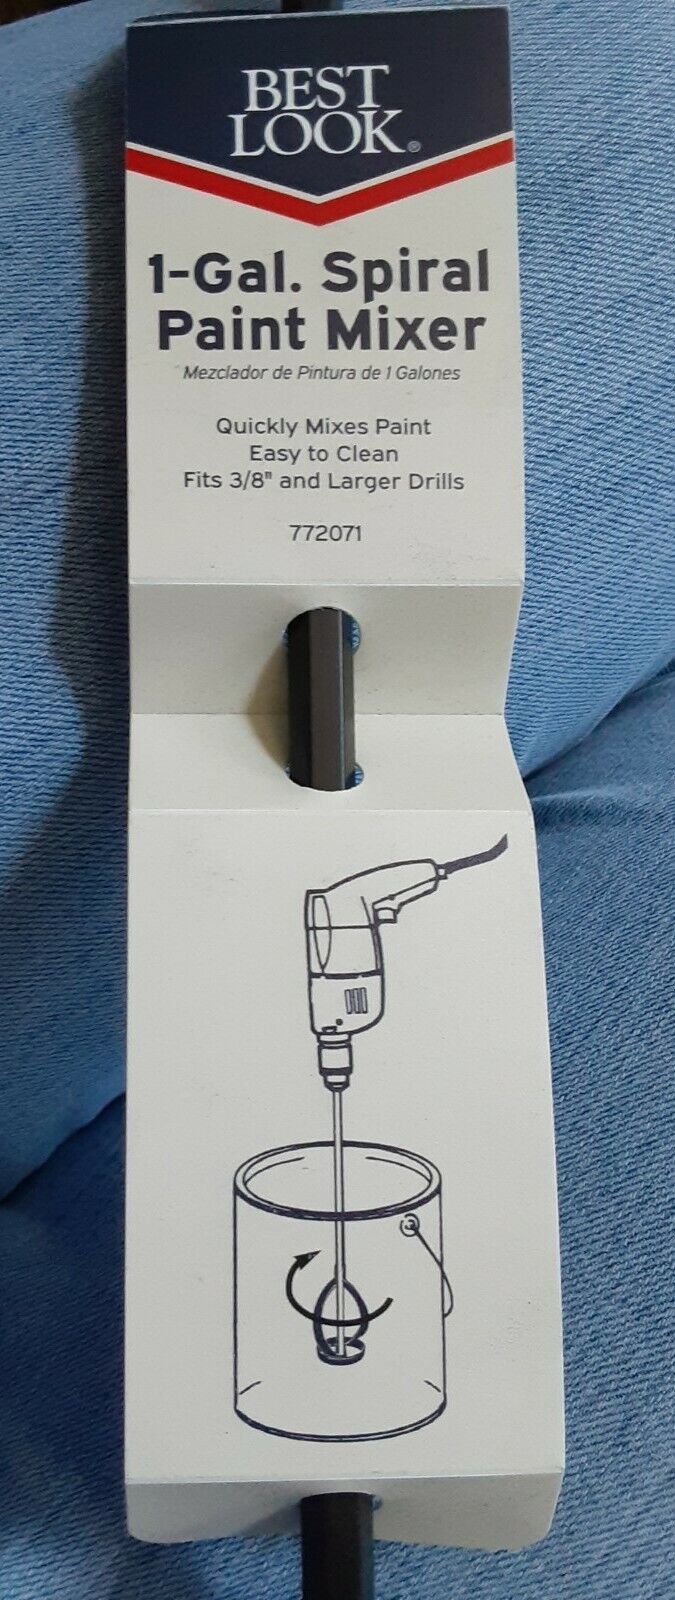 BEST
LOOK®
1-Gal. Spiral
Paint Mixer
Mezclador de Pintura de 1 Galones
Quickly Mixes Paint
Easy to Clean
Fits 3/8" and Larger Drills
772071